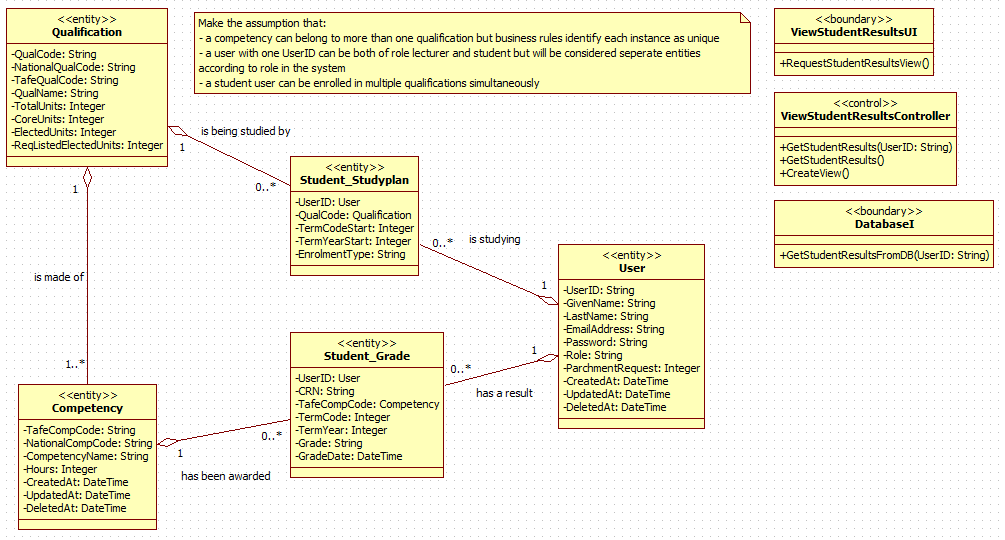 <<entity>>
Qualification
-QualCode: String
-NationalQualCode: String
-TafeQualCode: String
-QualName: String
-TotalUnits: Integer
-CoreUnits: Integer
-ElectedUnits: Integer
-ReqListedElectedUnits: Integer
Make the assumption that:
- a competency can belong to more than one qualification but business rules identify each instance as unique
- a user with one UserID can be both of role lecturer and student but will be considered seperate entities
according to role in the system
- a student user can be enrolled in multiple qualifications simultaneously
<<boundary>>
ViewStudentResultsUI
+RequestStudentResultsView()
<<control>>
ViewStudentResultsController
+GetStudentResults(UserID: String)
+GetStudentResults()
+CreateView()
<<boundary>>
DatabaseI
+GetStudentResultsFromDB(UserID: String)
is being studied by
1
0..*
<<entity>>
Student_Studyplan
-UserID: User
-QualCode: Qualification
-TermCodeStart: Integer
-TermYearStart: Integer
-EnrolmentType: String
0..*
is studying
1
<<entity>>
User
-UserID: String
-GivenName: String
-LastName: String
-EmailAddress: String
-Password: String
-Role: String
-ParchmentRequest: Integer
-CreatedAt: DateTime
-UpdatedAt: DateTime
-DeletedAt: DateTime
1
is made of
1..*
<<entity>>
Student_Grade
-UserID: User
-CRN: String
-TafeCompCode: Competency
-TermCode: Integer
-TermYear: Integer
-Grade: String
-GradeDate: DateTime
1
0..*
has a result
<<entity>>
Competency
-TafeCompCode: String
-NationalCompCode: String
-CompetencyName: String
-Hours: Integer
-CreatedAt: DateTime
-UpdatedAt: DateTime
-DeletedAt: DateTime
0..*
1
has been awarded